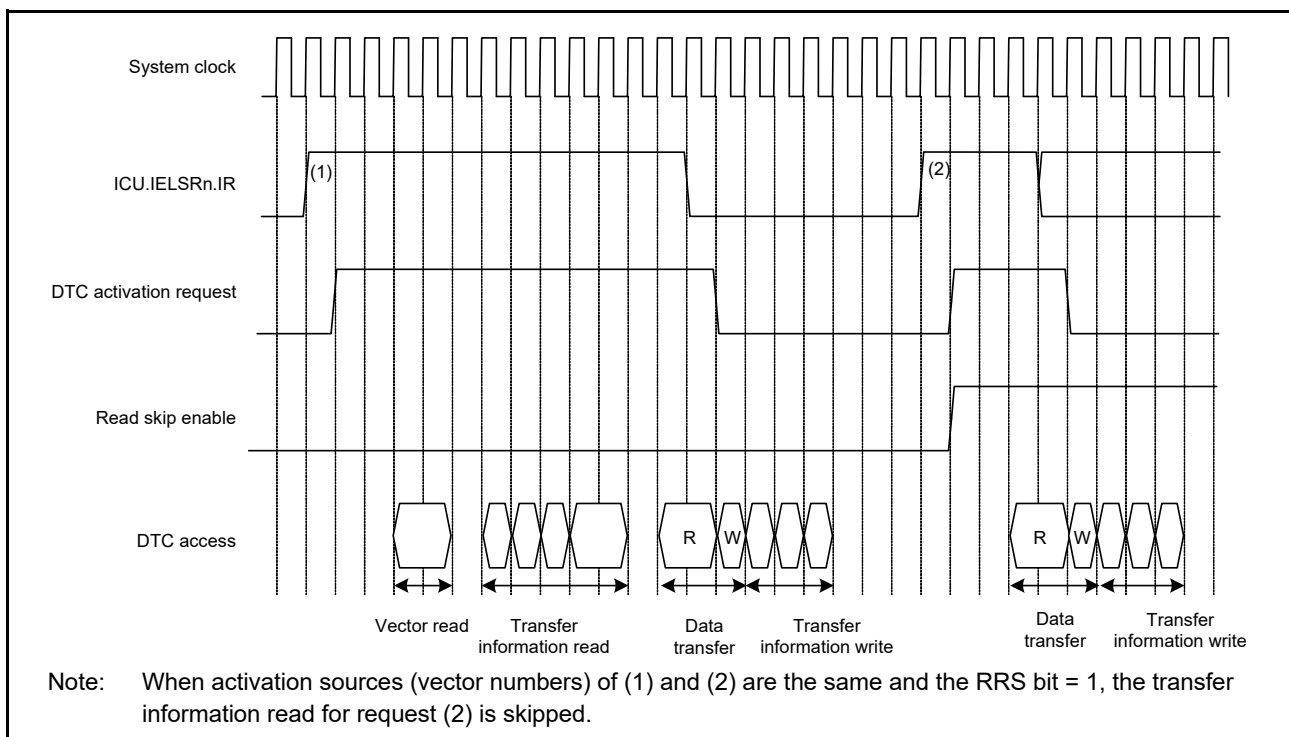 System clock
(1)
(2)
ICU.IELSRn.IR
DTC activation request
Read skip enable
DTC access
R
W
R
W
Vector read
Transfer
information read
Data
transfer
Transfer
information write
Data
transfer
Transfer
information write
Note: When activation sources (vector numbers) of (1) and (2) are the same and the RRS bit = 1, the transfer
information read for request (2) is skipped.